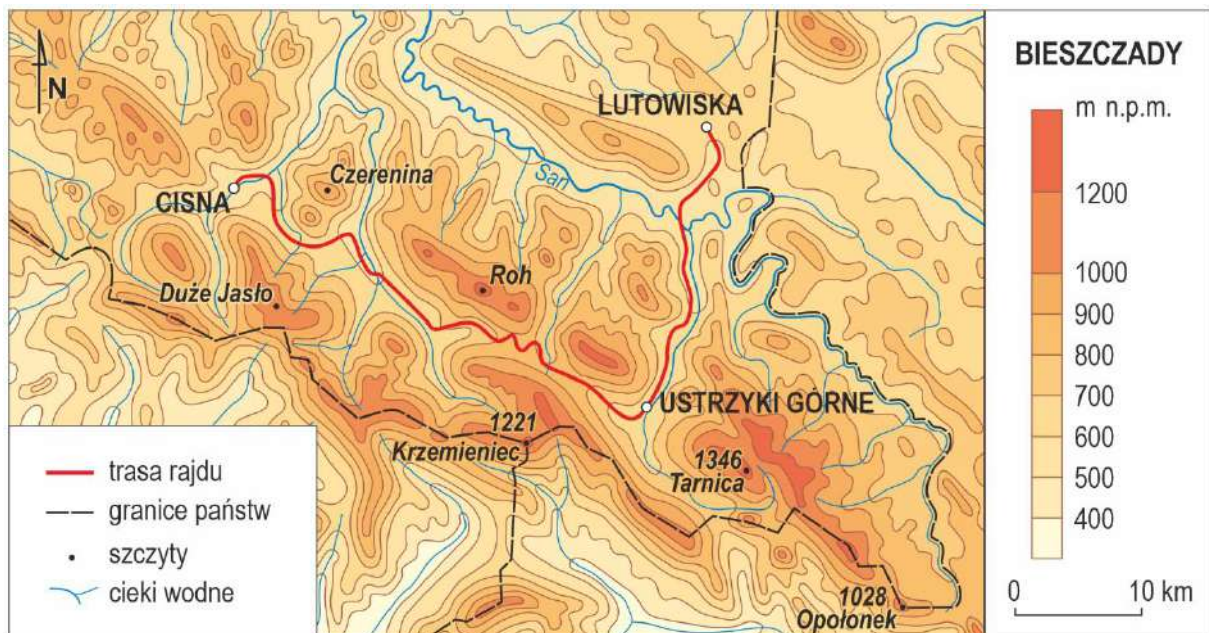 N
LUTOWISKA
San
Czerenina
CISNA
Roh
Duże Jasło
USTRZYKI GÓRNE
1221
Krzemieniec
1346
Tarnica
1028
Opołonek
trasa rajdu
granice państw
szczyty
cieki wodne
BIESZCZADY
m n.p.m.
1200
1000
900
800
700
600
500
400
0 10 km